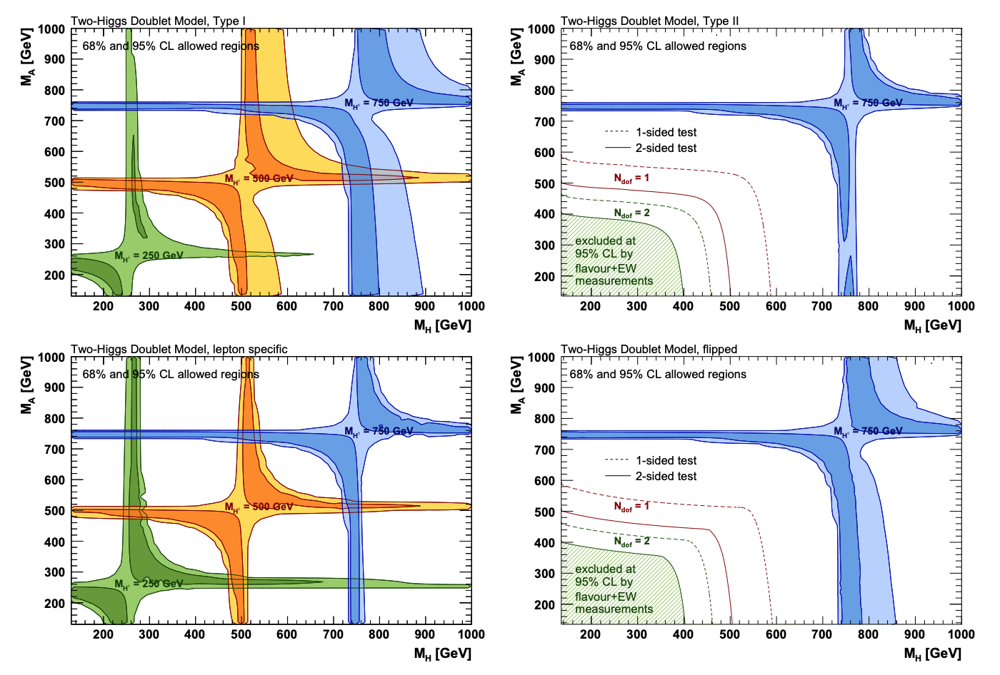 Two-Higgs Doublet Model, Type I
68% and 95% CL allowed regions
M_A [GeV]
1000
900
800
700
600
500
400
300
200
M_H± = 750 GeV
M_H± = 500 GeV
M_H± = 250 GeV
200 300 400 500 600 700 800 900 1000
M_H [GeV]
Two-Higgs Doublet Model, Type II
68% and 95% CL allowed regions
M_A [GeV]
1000
900
800
700
600
500
400
300
200
M_H± = 750 GeV
1-sided test
2-sided test
N_dof = 1
N_dof = 2
excluded at
95% CL by
flavour+EW
measurements
200 300 400 500 600 700 800 900 1000
M_H [GeV]
Two-Higgs Doublet Model, lepton specific
68% and 95% CL allowed regions
M_A [GeV]
1000
900
800
700
600
500
400
300
200
M_H± = 750 GeV
M_H± = 500 GeV
M_H± = 250 GeV
200 300 400 500 600 700 800 900 1000
M_H [GeV]
Two-Higgs Doublet Model, flipped
68% and 95% CL allowed regions
M_A [GeV]
1000
900
800
700
600
500
400
300
200
M_H± = 750 GeV
1-sided test
2-sided test
N_dof = 1
N_dof = 2
excluded at
95% CL by
flavour+EW
measurements
200 300 400 500 600 700 800 900 1000
M_H [GeV]